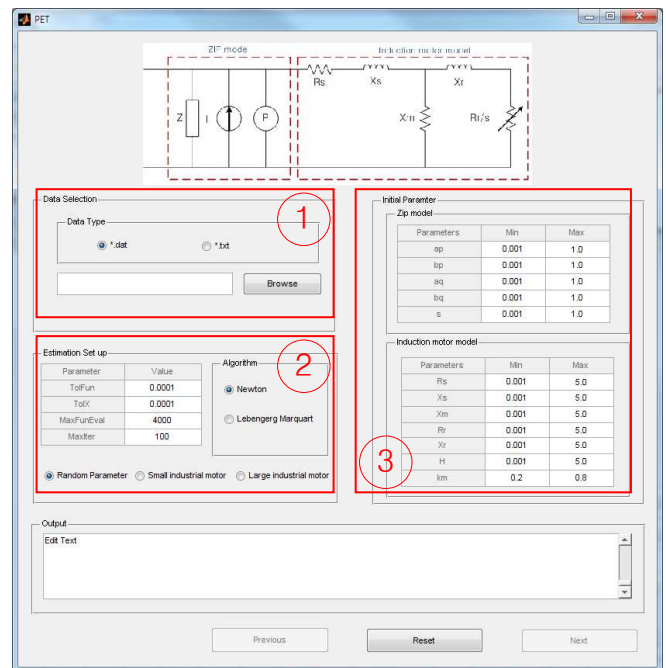 PET
ZIP mode
Induction motor model
Rs
Xs
Xr
Z
I
P
Xm
Rr/s
Data Selection
1
Data Type
*.dat
*.txt
Browse
Estimation Set up
2
Parameter Value
TolFun 0.0001
TolX 0.0001
MaxFunEval 4000
MaxIter 100
Algorithm
Newton
Lebengerg Marquart
Random Parameter
Small industrial motor
Large industrial motor
Initial Paramter
Zip model
Parameters Min Max
ap 0.001 1.0
bp 0.001 1.0
aq 0.001 1.0
bq 0.001 1.0
s 0.001 1.0
Induction motor model
Parameters Min Max
Rs 0.001 5.0
Xs 0.001 5.0
Xm 0.001 5.0
Rr 0.001 5.0
Xr 0.001 5.0
H 0.001 5.0
km 0.2 0.8
3
Output
Edit Text
Previous
Reset
Next